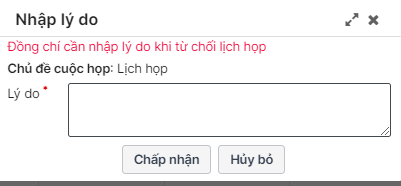 Nhập lý do
Đồng chí cần nhập lý do khi từ chối lịch họp
Chủ đề cuộc họp: Lịch họp
Lý do *
Chấp nhận Hủy bỏ